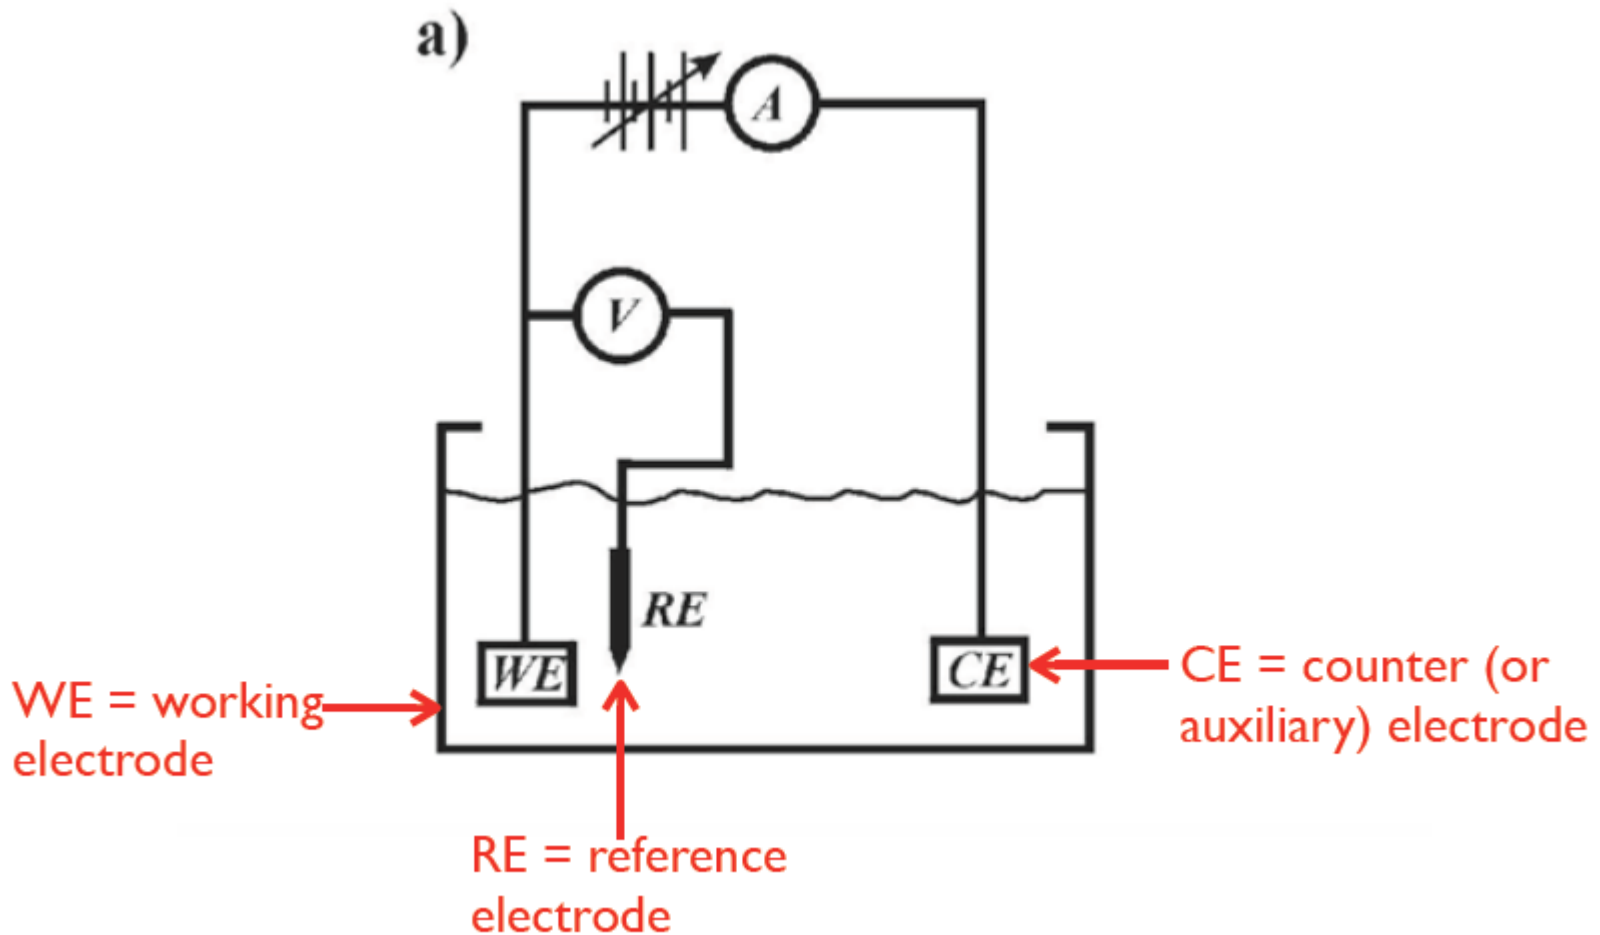 a)
A
V
RE
WE
CE
WE = working
electrode
CE = counter (or
auxiliary) electrode
RE = reference
electrode